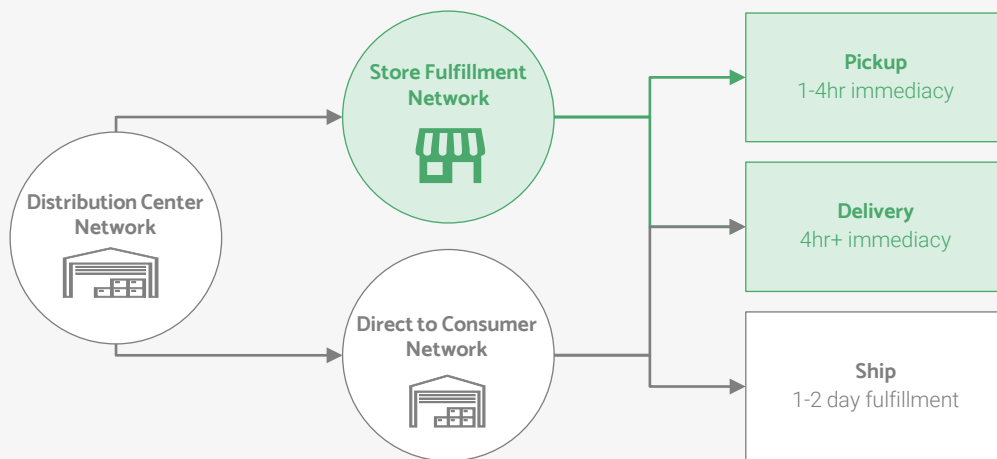 Store Fulfillment
Network
Pickup
1-4hr immediacy
Distribution Center
Network
Delivery
4hr+ immediacy
Direct to Consumer
Network
Ship
1-2 day fulfillment